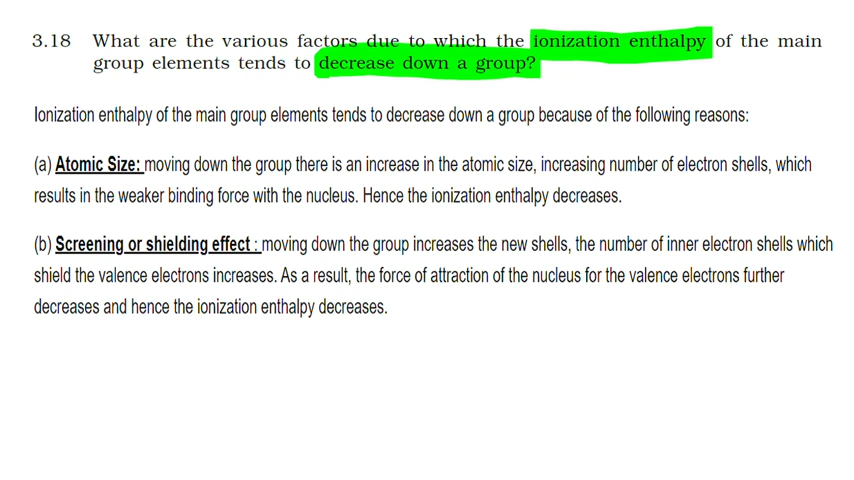 3.18 What are the various factors due to which the ionization enthalpy of the main
group elements tends to decrease down a group?
Ionization enthalpy of the main group elements tends to decrease down a group because of the following reasons:
(a) Atomic Size: moving down the group there is an increase in the atomic size, increasing number of electron shells, which
results in the weaker binding force with the nucleus. Hence the ionization enthalpy decreases.
(b) Screening or shielding effect : moving down the group increases the new shells, the number of inner electron shells which
shield the valence electrons increases. As a result, the force of attraction of the nucleus for the valence electrons further
decreases and hence the ionization enthalpy decreases.